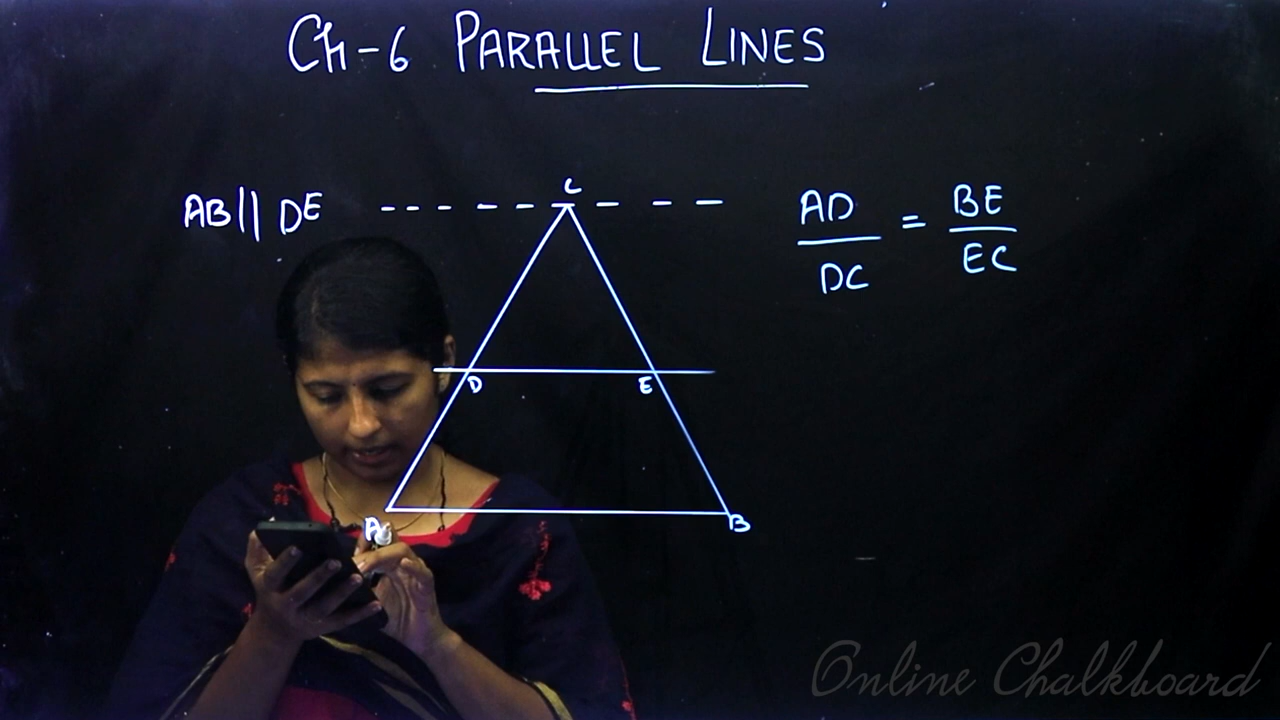 Ch-6 PARALLEL LINES
AB || DE
C
AD/DC = BE/EC
D E
A B
Online Chalkboard